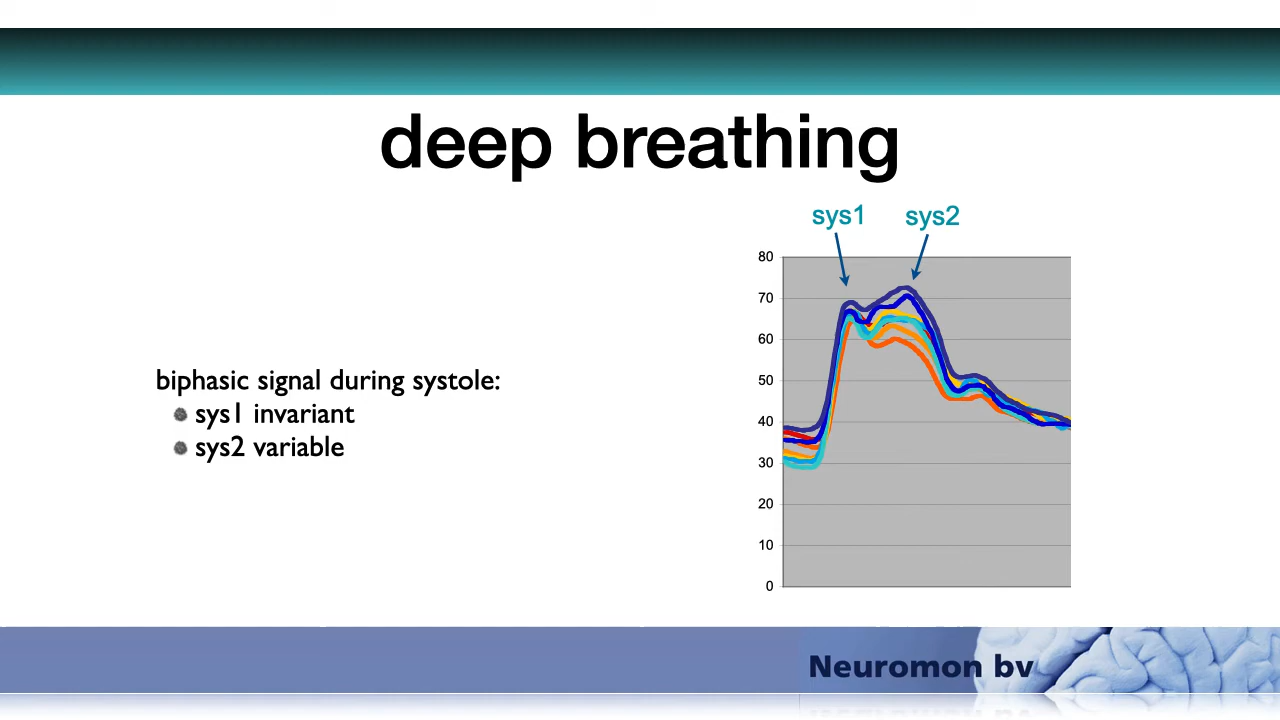 deep breathing
sys1 sys2
80
70
60
50
40
30
20
10
0
biphasic signal during systole:
sys1 invariant
sys2 variable
Neuromon bv